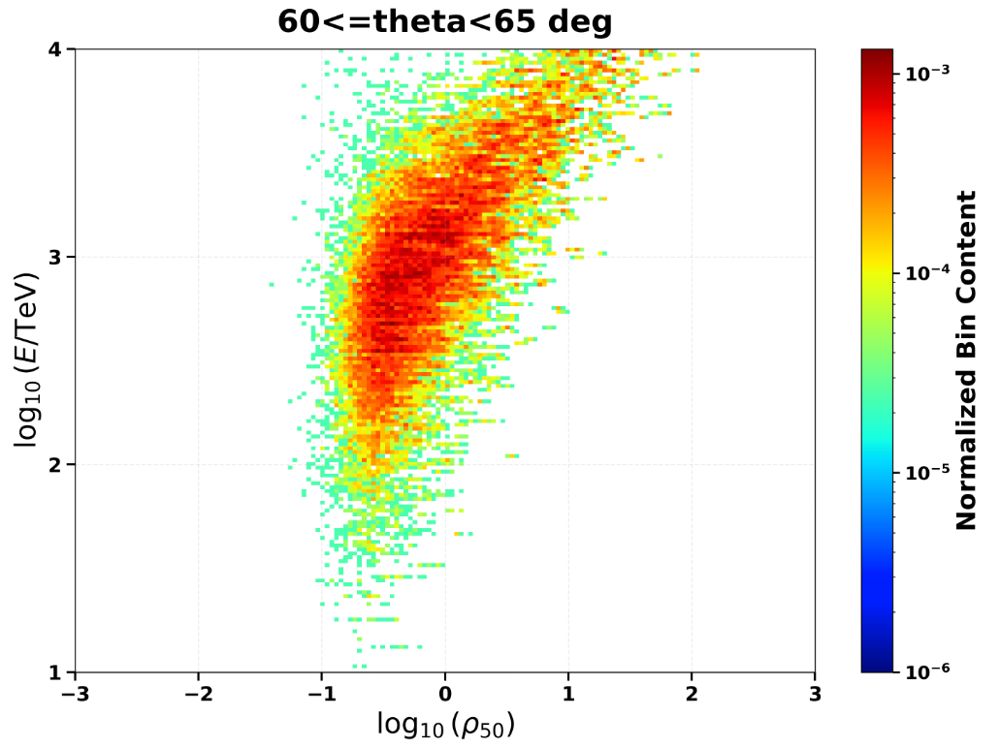 60<=theta<65 deg
log₁₀(E/TeV)
4
3
2
1
−3 −2 −1 0 1 2 3
log₁₀(ρ₅₀)
10⁻³
10⁻⁴
10⁻⁵
10⁻⁶
Normalized Bin Content